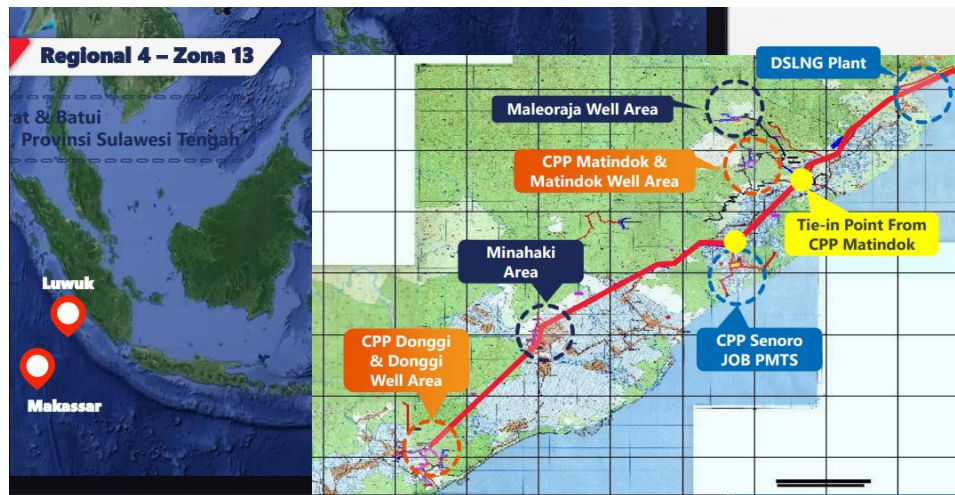 Regional 4 – Zona 13
at & Batui
Provinsi Sulawesi Tengah
DSLNG Plant
Maleoraja Well Area
CPP Matindok &
Matindok Well Area
Tie-in Point From
CPP Matindok
Minahaki
Area
Luwuk
CPP Donggi
& Donggi
Well Area
CPP Senoro
JOB PMTS
Makassar